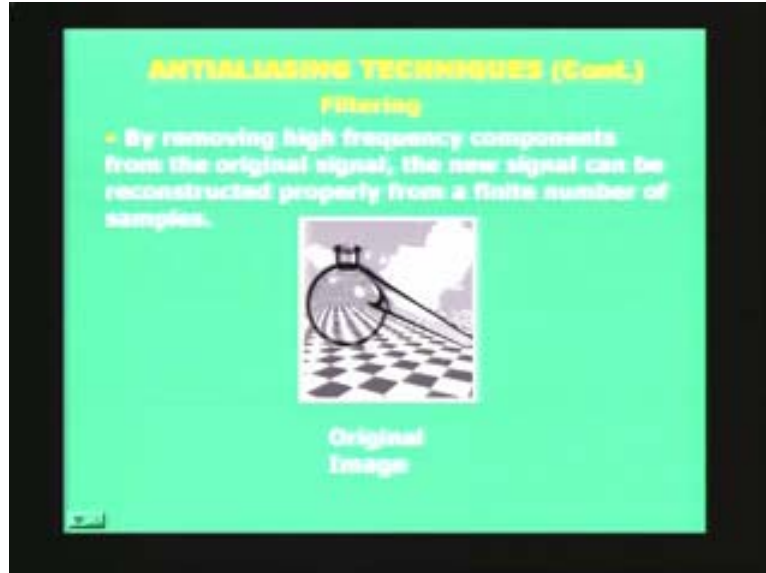 ANTIALIASING TECHNIQUES (Cont.)
Filtering
• By removing high frequency components
from the original signal, the new signal can be
reconstructed properly from a finite number of
samples.
Original
Image